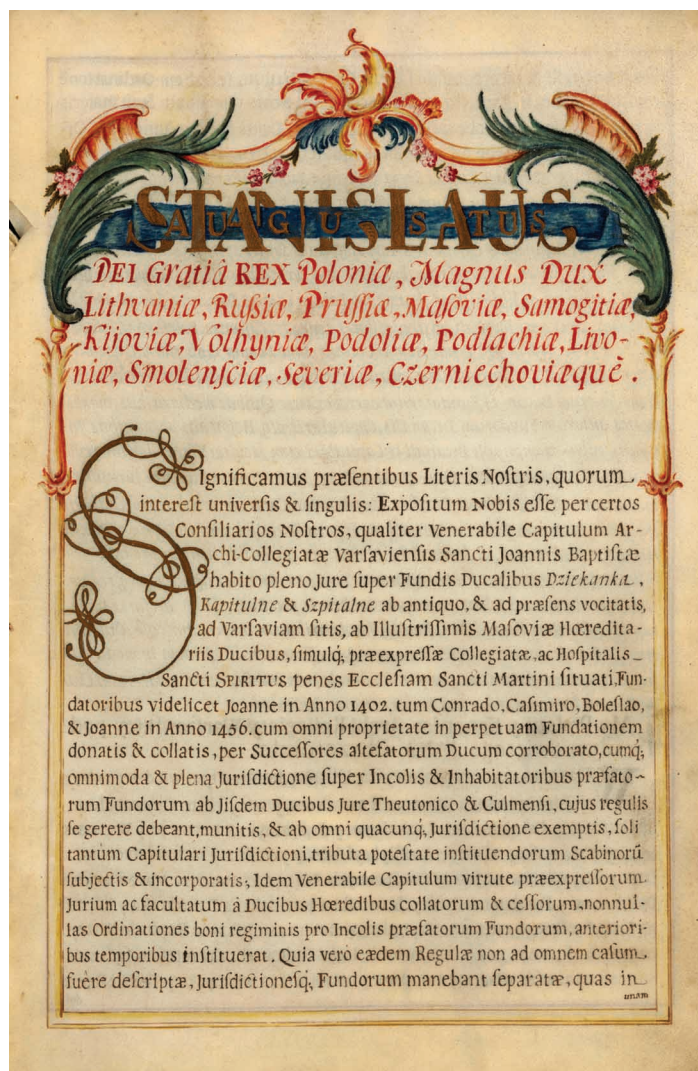 STANISLAUS
AUGUSTUS
DEI Gratiâ REX Poloniæ, Magnus Dux
Lithvaniæ, Rußiæ, Pruſſiæ, Maſoviæ, Samogitiæ,
Kijoviæ, Volhyniæ, Podoliæ, Podlachiæ, Livo-
niæ, Smolenſciæ, Severiæ, Czerniechoviæquè.
Significamus præſentibus Literis Noſtris, quorum
intereſt univerſis & ſingulis: Expoſitum Nobis eſſe per certos
Conſiliarios Noſtros, qualiter Venerabile Capitulum Ar-
chi-Collegiatæ Varſavienſis Sancti Joannis Baptiſtæ
habito pleno Jure ſuper Fundis Ducalibus Dziekanka,
Kapitulne & Szpitalne ab antiquo, & ad præſens vocitatis,
ad Varſaviam ſitis, ab Illuſtriſſimis Maſoviæ Hœredita-
riis Ducibus, ſimulq; præexpreſſæ Collegiatæ, ac Hoſpitalis
Sancti SPIRITUS penes Eccleſiam Sancti Martini ſituati, Fun-
datoribus videlicet Joanne in Anno 1402. tum Conrado, Caſimiro, Boleſlao,
& Joanne in Anno 1456. cum omni proprietate in perpetuam Fundationem
donatis & collatis, per Succeſſores alteſatorum Ducum corroborato, cumq;
omnimoda & plena Jurisdictione ſuper Incolis & Inhabitatoribus præfato-
rum Fundorum ab Jiſdem Ducibus Jure Theutonico & Culmenſi, cujus regulis
ſe gerere debeant, munitis, & ab omni quacunq; Juriſdictione exemptis, ſoli
tantùm Capitulari Juriſdictioni, tributa poteſtate inſtituendorum Scabinorū
ſubjectis & incorporatis; Idem Venerabile Capitulum virtute præexpreſſorum
Jurium ac facultatum à Ducibus Hœredibus collatorum & ceſſorum, nonnul-
las Ordinationes boni regiminis pro Incolis præfatorum Fundorum, anteriori-
bus temporibus inſtituerat. Quia verò eædem Regulæ non ad omnem caſum
fuêre deſcriptæ, Juriſdictionesq; Fundorum manebant ſeparatæ, quas in
unam